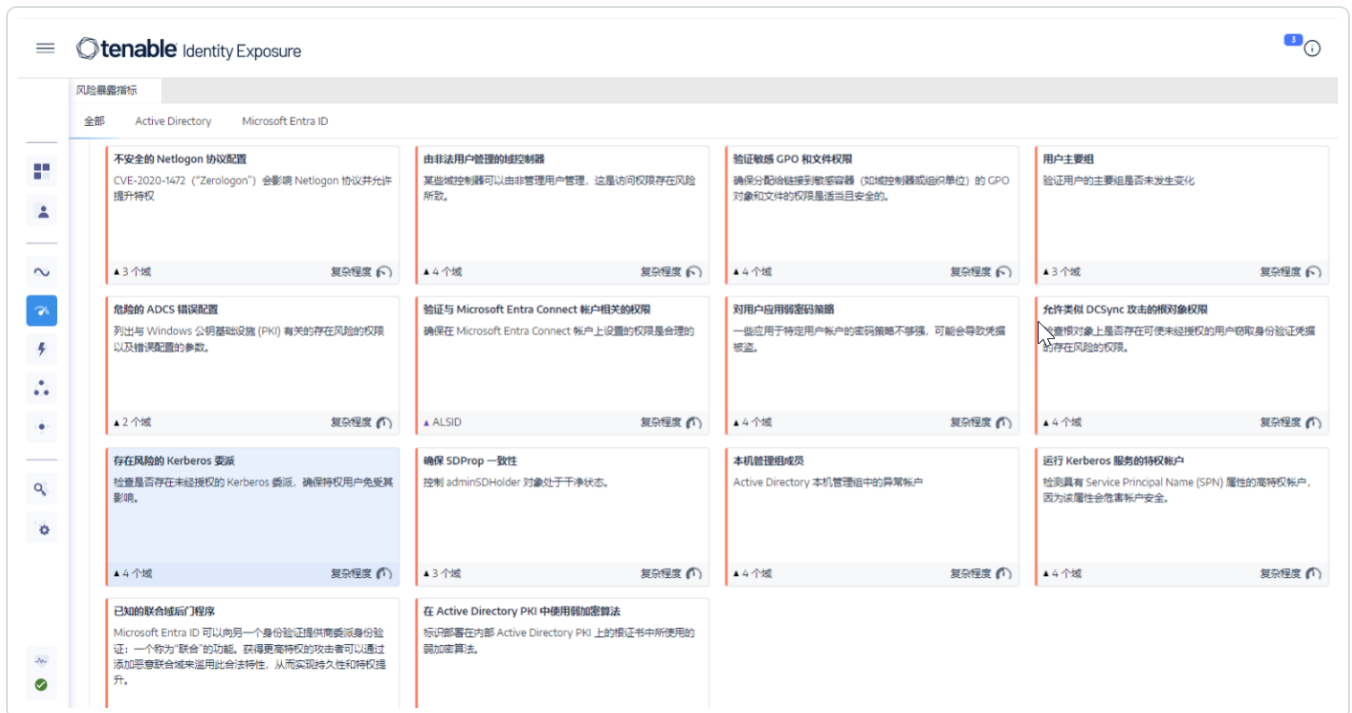 tenable Identity Exposure
3
风险暴露指标
全部
Active Directory
Microsoft Entra ID
不安全的 Netlogon 协议配置
CVE-2020-1472（“Zerologon”）会影响 Netlogon 协议并允许
提升特权
▲3 个域
复杂程度
由非法用户管理的域控制器
某些域控制器可以由非管理用户管理，这是访问权限存在风险
所致。
▲4 个域
复杂程度
验证敏感 GPO 和文件权限
确保分配给链接到敏感容器（如域控制器或组织单位）的 GPO
对象和文件的权限是适当且安全的。
▲4 个域
复杂程度
用户主要组
验证用户的主要组是否未发生变化
▲3 个域
复杂程度
危险的 ADCS 错误配置
列出与 Windows 公钥基础设施 (PKI) 有关的存在风险的权限
以及错误配置的参数。
▲2 个域
复杂程度
验证与 Microsoft Entra Connect 帐户相关的权限
确保在 Microsoft Entra Connect 帐户上设置的权限是合理的
▲ ALSID
复杂程度
对用户应用弱密码策略
一些应用于特定用户帐户的密码策略不够强，可能会导致凭据
被盗。
▲4 个域
复杂程度
允许类似 DCSync 攻击的根对象权限
检查根对象上是否存在可使未经授权的用户窃取身份验证凭据
的存在风险的权限。
▲4 个域
复杂程度
存在风险的 Kerberos 委派
检查是否存在未经授权的 Kerberos 委派，确保特权用户免受其
影响。
▲4 个域
复杂程度
确保 SDProp 一致性
控制 adminSDHolder 对象处于干净状态。
▲3 个域
复杂程度
本机管理组成员
Active Directory 本机管理组中的异常帐户
▲4 个域
复杂程度
运行 Kerberos 服务的特权帐户
检测具有 Service Principal Name (SPN) 属性的高特权帐户，
因为该属性会危害帐户安全。
▲4 个域
复杂程度
已知的联合域后门程序
Microsoft Entra ID 可以向另一个身份验证提供商委派身份验
证：一个称为“联合”的功能。获得更高特权的攻击者可以通过
添加恶意联合域来滥用此合法特性，从而实现持久性和特权提
升。
在 Active Directory PKI 中使用弱加密算法
标识部署在内部 Active Directory PKI 上的根证书中所使用的
弱加密算法。